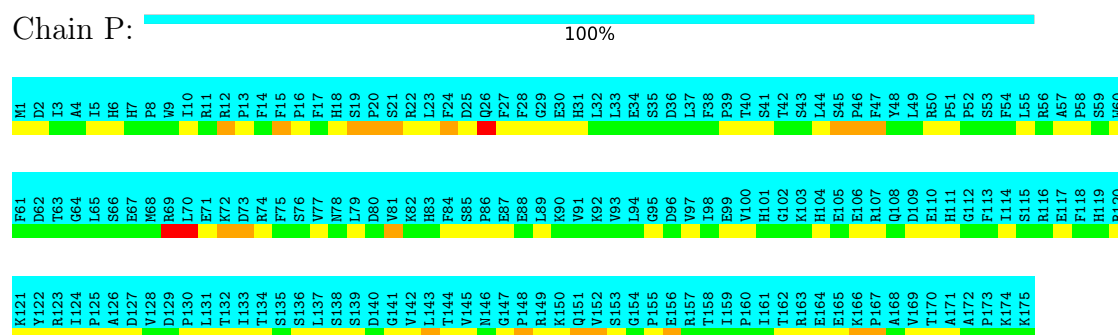 Chain P:
100%
M1 D2 I3 A4 I5 H6 H7 P8 W9 I10 R11 R12 P13 F14 F15 P16 F17 H18 S19 P20 S21 R22 L23 F24 D25 Q26 F27 F28 G29 E30 H31 L32 L33 E34 S35 D36 L37 F38 P39 T40 S41 T42 S43 L44 S45 P46 F47 Y48 L49 R50 P51 P52 S53 F54 L55 R56 A57 P58 S59
F61 D62 T63 G64 L65 S66 E67 M68 R69 L70 E71 K72 D73 R74 F75 S76 V77 N78 L79 D80 V81 K82 H83 F84 S85 P86 E87 E88 L89 K90 V91 K92 V93 L94 G95 D96 V97 I98 E99 V100 H101 G102 K103 H104 E105 E106 R107 Q108 D109 E110 H111 G112 F113 I114 S115 R116 E117 F118 H119
K121 Y122 R123 I124 P125 A126 D127 V128 D129 P130 L131 T132 I133 T134 S135 S136 L137 S138 S139 D140 G141 V142 L143 T144 V145 N146 G147 P148 R149 K150 Q151 V152 S153 G154 P155 E156 R157 T158 I159 P160 I161 T162 R163 E164 E165 K166 P167 A168 V169 T170 A171 A172 P173 K174 K175